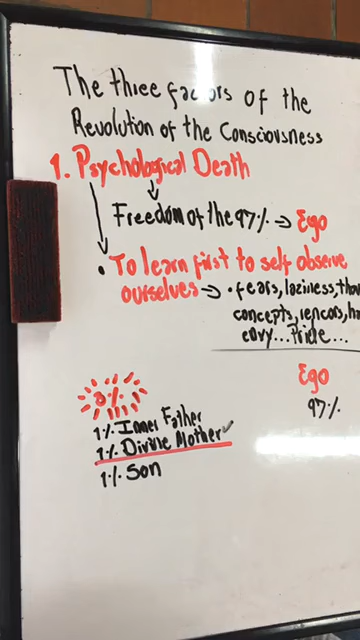 The three factors of the
Revolution of the Consciousness
1. Psychological Death
Freedom of the 97% → Ego
• To learn first to self observe
ourselves → • fears, laziness,
concepts, rencors,
envy... Pride...
3%
1% Inner Father
1% Divine Mother ✓
1% Son
Ego
97%